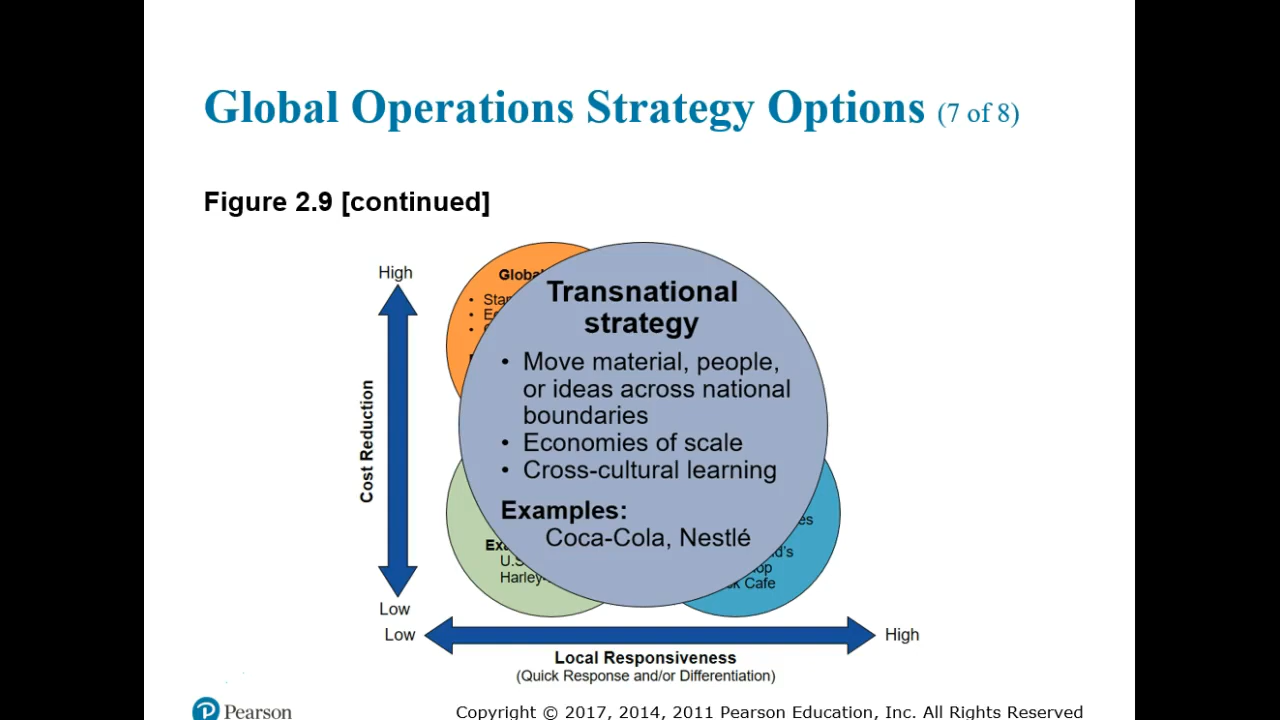 Global Operations Strategy Options (7 of 8)
Figure 2.9 [continued]
High
Cost Reduction
Low
Transnational
strategy
• Move material, people,
or ideas across national
boundaries
• Economies of scale
• Cross-cultural learning
Examples:
Coca-Cola, Nestlé
U.S
Harley-
Cafe
Low
High
Local Responsiveness
(Quick Response and/or Differentiation)
Pearson
Copyright © 2017, 2014, 2011 Pearson Education, Inc. All Rights Reserved